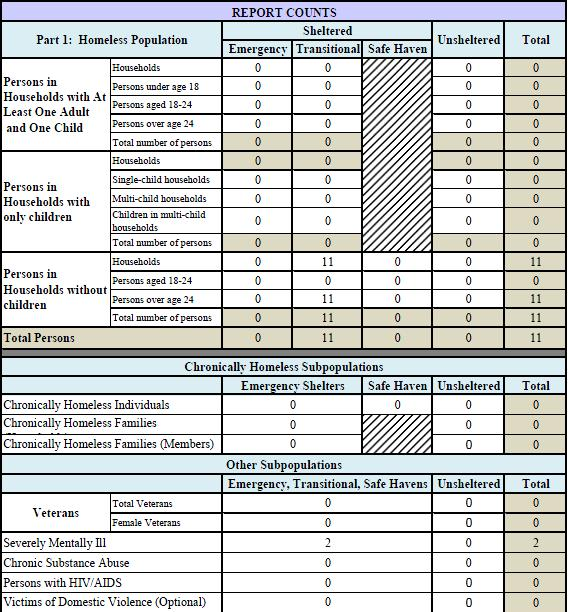 REPORT COUNTS
Part 1: Homeless Population Sheltered Unsheltered Total
Emergency Transitional Safe Haven
Persons in Households with At Least One Adult and One Child
Households 0 0 0 0
Persons under age 18 0 0 0 0
Persons aged 18-24 0 0 0 0
Persons over age 24 0 0 0 0
Total number of persons 0 0 0 0
Persons in Households with only children
Households 0 0 0 0
Single-child households 0 0 0 0
Multi-child households 0 0 0 0
Children in multi-child households 0 0 0 0
Total number of persons 0 0 0 0
Persons in Households without children
Households 0 11 0 0 11
Persons aged 18-24 0 0 0 0 0
Persons over age 24 0 11 0 0 11
Total number of persons 0 11 0 0 11
Total Persons 0 11 0 0 11
Chronically Homeless Subpopulations
Emergency Shelters Safe Haven Unsheltered Total
Chronically Homeless Individuals 0 0 0 0
Chronically Homeless Families 0 0 0
Chronically Homeless Families (Members) 0 0 0
Other Subpopulations
Emergency, Transitional, Safe Havens Unsheltered Total
Veterans
Total Veterans 0 0 0
Female Veterans 0 0 0
Severely Mentally Ill 2 0 2
Chronic Substance Abuse 0 0 0
Persons with HIV/AIDS 0 0 0
Victims of Domestic Violence (Optional) 0 0 0